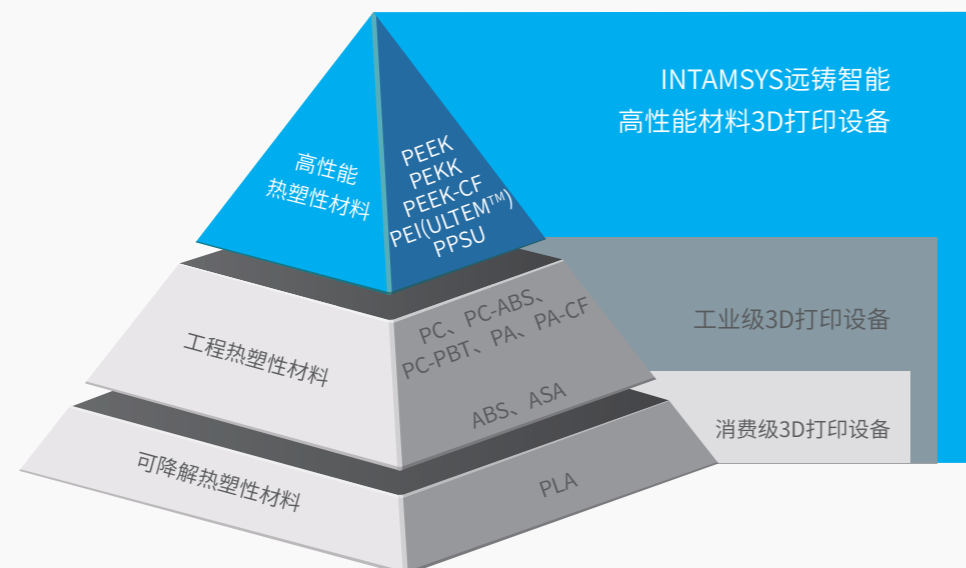 INTAMSYS远铸智能
高性能材料3D打印设备
高性能
热塑性材料
PEEK
PEKK
PEEK-CF
PEI(ULTEM™)
PPSU
工程热塑性材料
PC、PC-ABS、
PC-PBT、PA、PA-CF
ABS、ASA
工业级3D打印设备
可降解热塑性材料
PLA
消费级3D打印设备